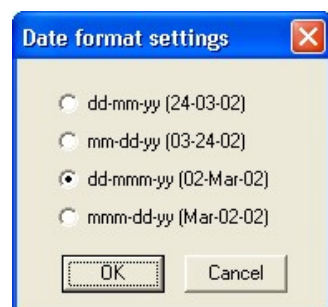 Date format settings
dd-mm-yy (24-03-02)
mm-dd-yy (03-24-02)
dd-mmm-yy (02-Mar-02)
mmm-dd-yy (Mar-02-02)
OK Cancel